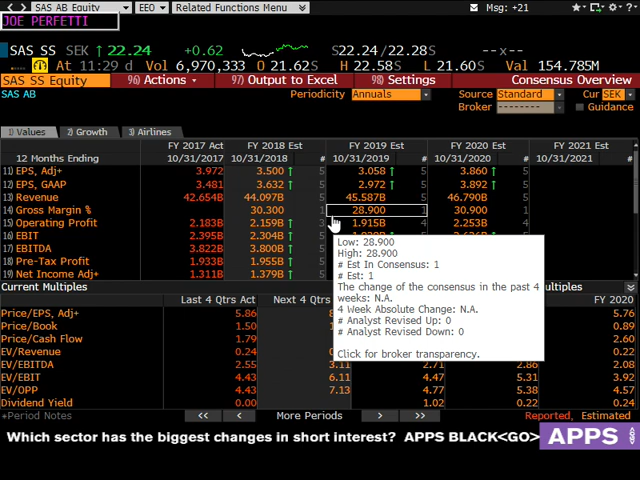 SAS AB Equity EEO Related Functions Menu Msg: +21
JOE PERFETTI
SAS SS SEK ↑ 22.24 +0.62 S22.24/22.28S --x--
At 11:29 d Vol 6,970,333 O 21.62S H 22.58S L 21.60S Val 154.785M
SAS SS Equity 96) Actions 97) Output to Excel 98) Settings Consensus Overview
SAS AB Periodicity Annuals Source Standard Cur SEK
Broker -------- Guidance
1) Values 2) Growth 3) Airlines
FY 2017 Act FY 2018 Est FY 2019 Est FY 2020 Est FY 2021 Est
12 Months Ending 10/31/2017 10/31/2018 # 10/31/2019 # 10/31/2020 # 10/31/2021
11) EPS, Adj+ 3.972 3.500 ↑ 5 3.058 ↑ 5 3.860 ↑ 5
12) EPS, GAAP 3.481 3.632 ↑ 5 2.972 ↑ 5 3.892 ↑ 5
13) Revenue 42.654B 44.097B 5 45.587B 5 46.790B 5
14) Gross Margin % 30.300 1 28.900 1 30.900 1
15) Operating Profit 2.183B 2.159B ↑ 3 1.915B 4 2.253B 4
16) EBIT 2.395B 2.304B ↑
17) EBITDA 3.822B 3.800B ↑
18) Pre-Tax Profit 1.933B 1.955B ↑
19) Net Income Adj+ 1.311B 1.379B ↑
Low: 28.900
High: 28.900
# Est In Consensus: 1
# Est: 1
The change of the consensus in the past 4
weeks: N.A.
4 Week Absolute Change: N.A.
# Analyst Revised Up: 0
# Analyst Revised Down: 0
Click for broker transparency.
Current Multiples
Last 4 Qtrs Act Next 4 Qtrs FY 2020
Price/EPS, Adj+ 5.86 5.76
Price/Book 1.50 0.89
Price/Cash Flow 1.79 2.60
EV/Revenue 0.24 0.22
EV/EBITDA 2.55 3.11 2.71 2.86 2.08
EV/EBIT 4.43 6.11 4.47 5.31 3.92
EV/OPP 4.43 7.13 4.77 5.38 4.57
Dividend Yield 0.00 1.02 0.22 0.24
+Period Notes << < More Periods > >> Reported, Estimated
Which sector has the biggest changes in short interest? APPS BLACK<GO> APPS